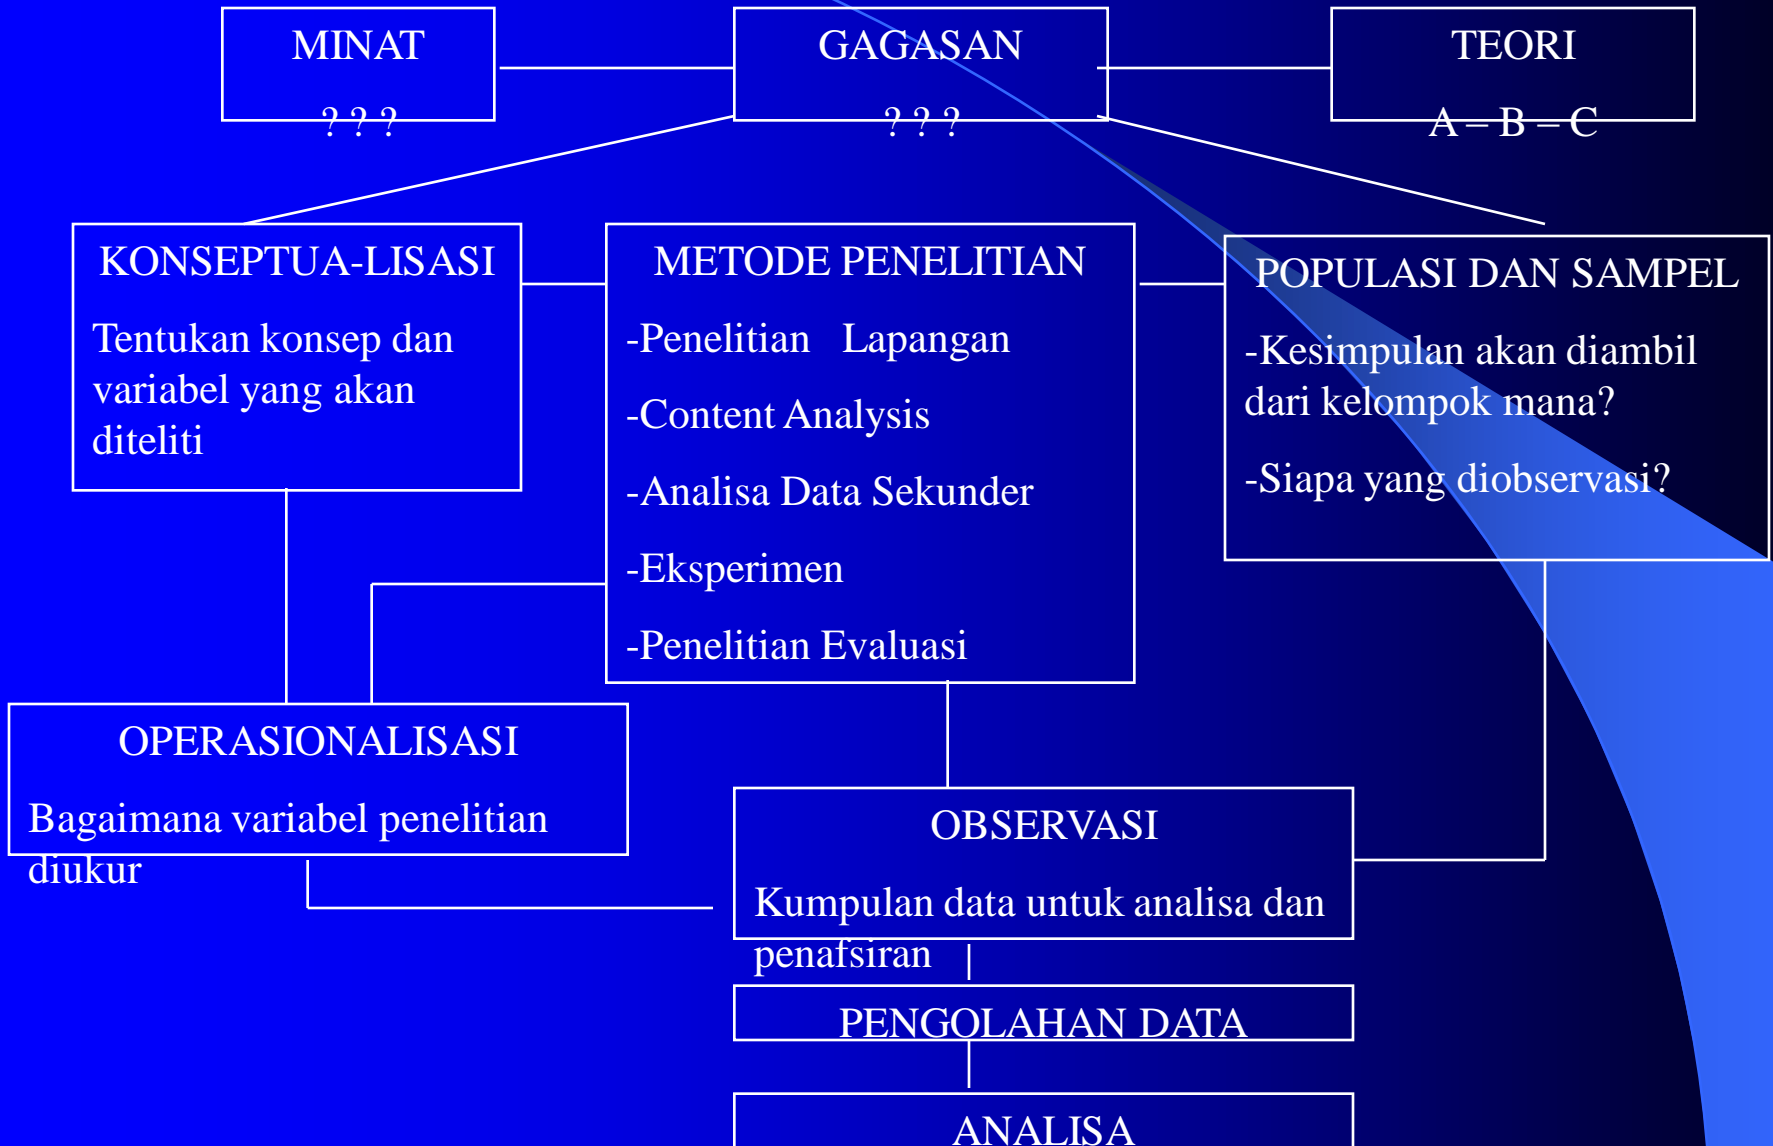 MINAT
? ? ?
GAGASAN
? ? ?
TEORI
A – B – C
KONSEPTUA-LISASI
Tentukan konsep dan
variabel yang akan
diteliti
METODE PENELITIAN
-Penelitian   Lapangan
-Content Analysis
-Analisa Data Sekunder
-Eksperimen
-Penelitian Evaluasi
POPULASI DAN SAMPEL
-Kesimpulan akan diambil
dari kelompok mana?
-Siapa yang diobservasi?
OPERASIONALISASI
Bagaimana variabel penelitian
diukur
OBSERVASI
Kumpulan data untuk analisa dan
penafsiran
PENGOLAHAN DATA
ANALISA